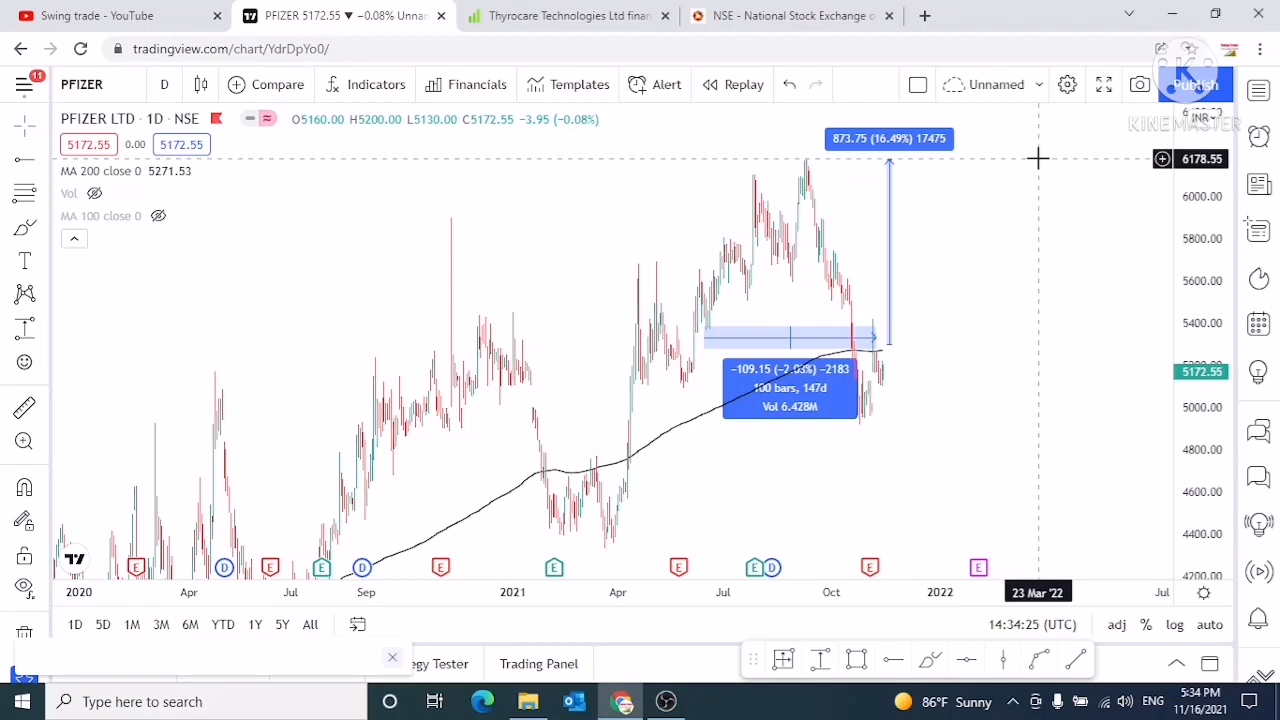 Swing trade - YouTube
PFIZER 5172.55 ▼ −0.08% Unnar
Thyrocare Technologies Ltd finan
NSE - National Stock Exchange o
tradingview.com/chart/YdrDpYo0/
11
PFIZER
D
Compare
Indicators
Financials
Templates
Alert
Replay
Unnamed
Publish
K
KINEMASTER
INR
PFIZER LTD · 1D · NSE
O5160.00 H5200.00 L5130.00 C5172.55 −3.95 (−0.08%)
5172.55 0.00 5172.55
MA 200 close 0 5271.53
Vol
MA 100 close 0
873.75 (16.49%) 17475
−109.15 (−2.03%) −2183
100 bars, 147d
Vol 6.428M
6178.55
6000.00
5800.00
5600.00
5400.00
5172.55
5000.00
4800.00
4600.00
4400.00
4200.00
E D E E D E E E E D E E
2020 Apr Jul Sep 2021 Apr Jul Oct 2022 23 Mar '22 Jul
1D 5D 1M 3M 6M YTD 1Y 5Y All
14:34:25 (UTC) adj % log auto
egy Tester
Trading Panel
Type here to search
86°F Sunny
ENG
5:34 PM
11/16/2021